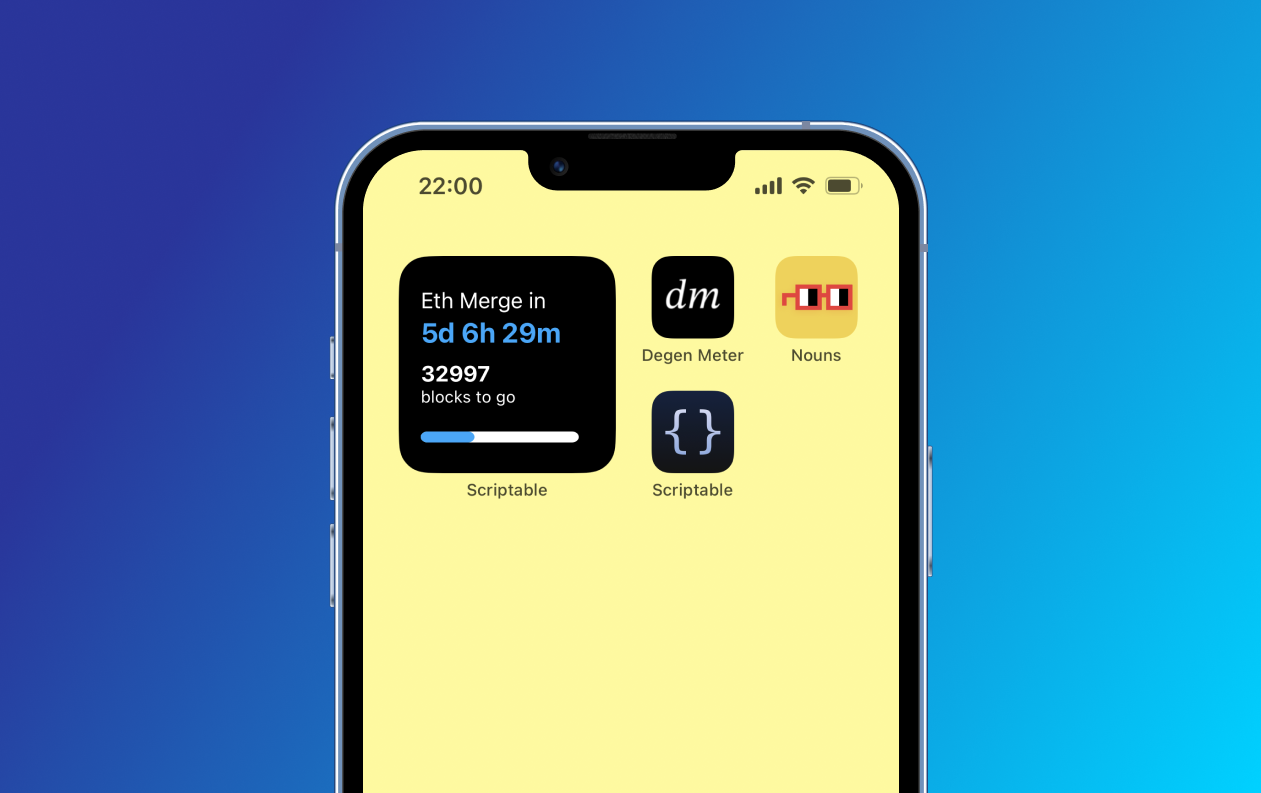 22:00
Eth Merge in
5d 6h 29m
32997
blocks to go
Scriptable
dm
Degen Meter
Nouns
{}
Scriptable